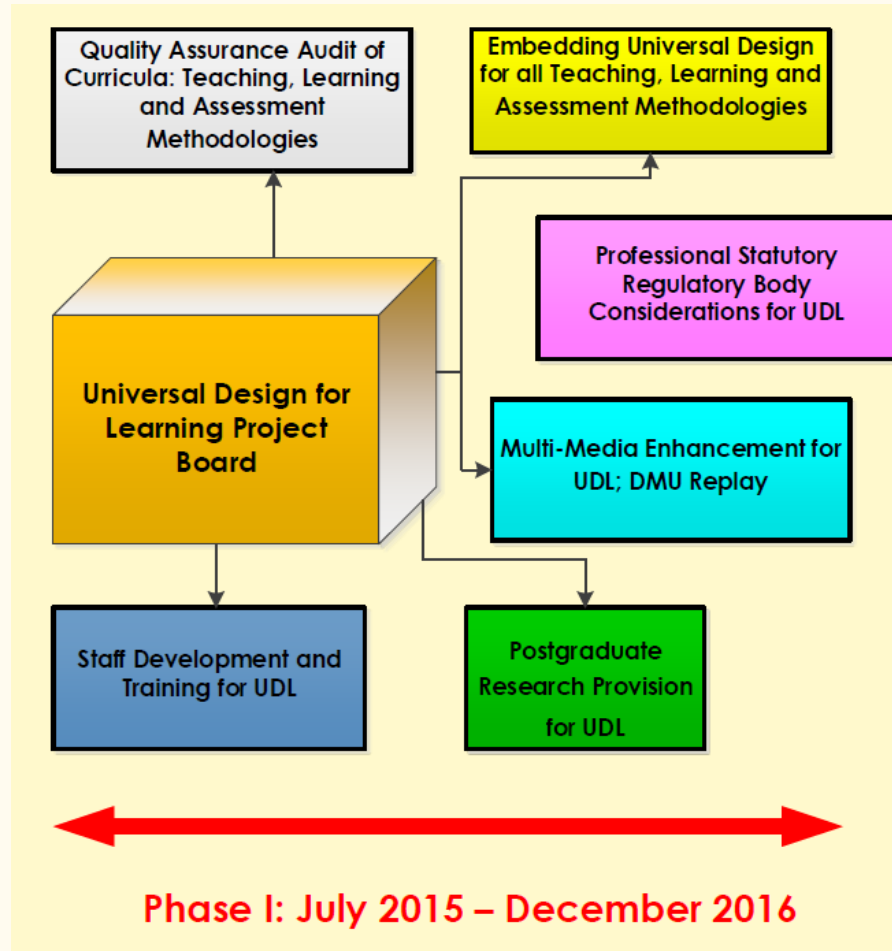 Quality Assurance Audit of
Curricula: Teaching, Learning
and Assessment
Methodologies
Embedding Universal Design
for all Teaching, Learning and
Assessment Methodologies
Professional Statutory
Regulatory Body
Considerations for UDL
Universal Design for
Learning Project
Board
Multi-Media Enhancement for
UDL; DMU Replay
Staff Development and
Training for UDL
Postgraduate
Research Provision
for UDL
Phase I: July 2015 – December 2016